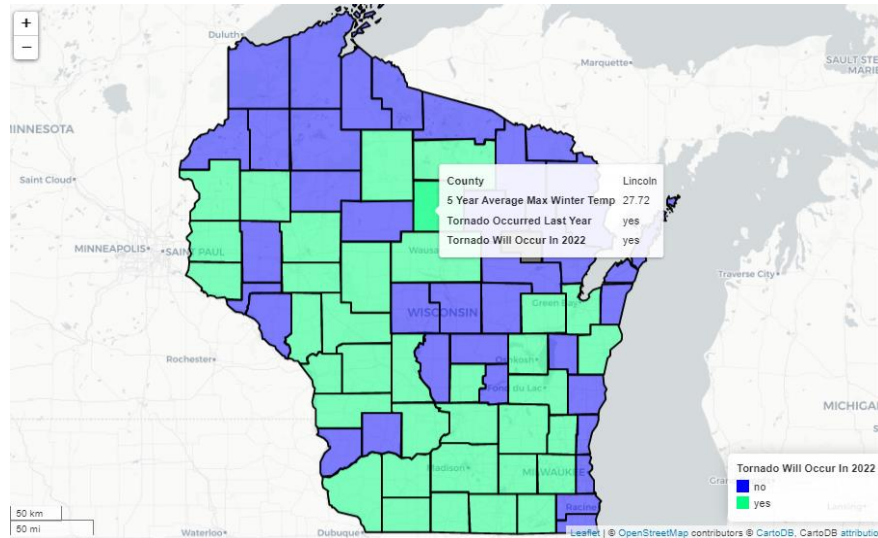 +
−
Duluth
Marquette
SAULT STE
MARIE
MINNESOTA
Saint Cloud
County Lincoln
5 Year Average Max Winter Temp 27.72
Tornado Occurred Last Year yes
Tornado Will Occur In 2022 yes
MINNEAPOLIS
SAINT PAUL
Wausau
Traverse City
Green Bay
WISCONSIN
Rochester
Oshkosh
Fond du Lac
MICHIGA
Madison
MILWAUKEE
Tornado Will Occur In 2022
no
yes
Racine
50 km
50 mi
Waterloo
Dubuque
Leaflet | © OpenStreetMap contributors © CartoDB, CartoDB attributio